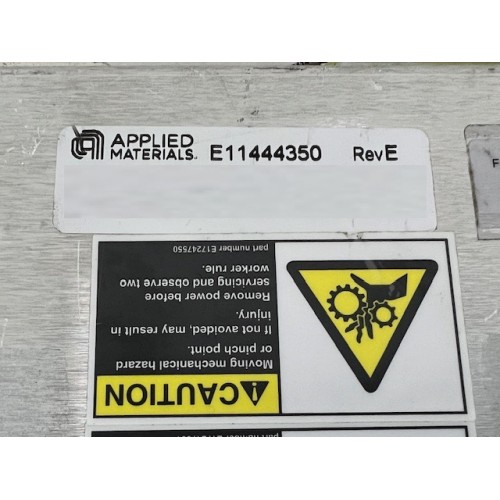 APPLIED MATERIALS. E11444350 Rev E
⚠CAUTION
Moving mechanical hazard
or pinch point.
If not avoided, may result in
injury.
Remove power before
servicing and observe two
worker rule.
part number E17247550